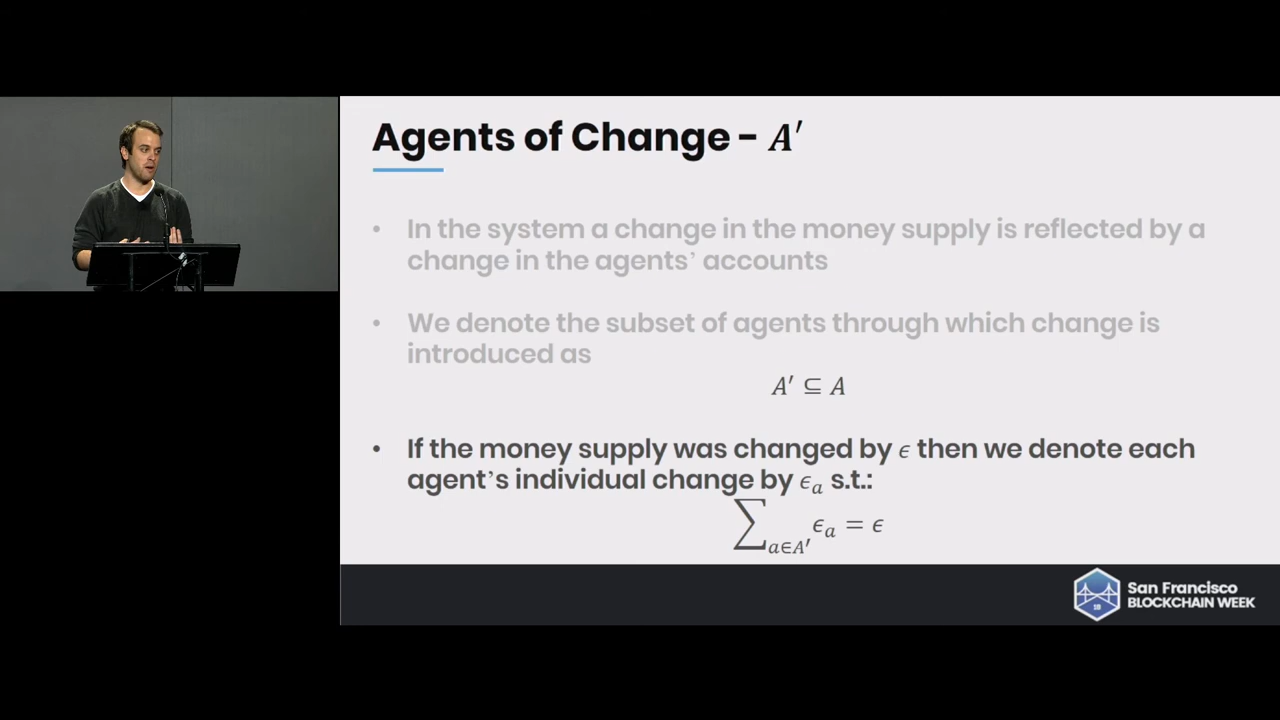 Agents of Change - A′
• In the system a change in the money supply is reflected by a
change in the agents’ accounts
• We denote the subset of agents through which change is
introduced as
A′ ⊆ A
• If the money supply was changed by ϵ then we denote each
agent’s individual change by ϵₐ s.t.:
∑ₐ∈A′ ϵₐ = ϵ
18
San Francisco
BLOCKCHAIN WEEK